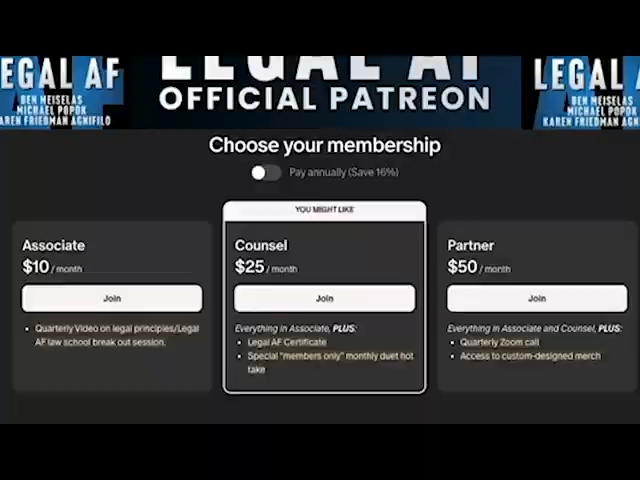 EGAL AF
BEN MEISELAS
MICHAEL POPOK
AREN FRIEDMAN AGNIFILO
LEGAL AF
OFFICIAL PATREON
LEGAL
BEN MEISELAS
MICHAEL POPOK
KAREN FRIEDMAN AGNI
Choose your membership
Pay annually (Save 16%)
Associate
$10 / month
Join
• Quarterly Video on legal principles/Legal
AF law school break out session.
YOU MIGHT LIKE
Counsel
$25 / month
Join
Everything in Associate, PLUS:
• Legal AF Certificate
• Special "members only" monthly duet hot
take
Partner
$50 / month
Join
Everything in Associate and Counsel, PLUS:
• Quarterly Zoom call
• Access to custom-designed merch